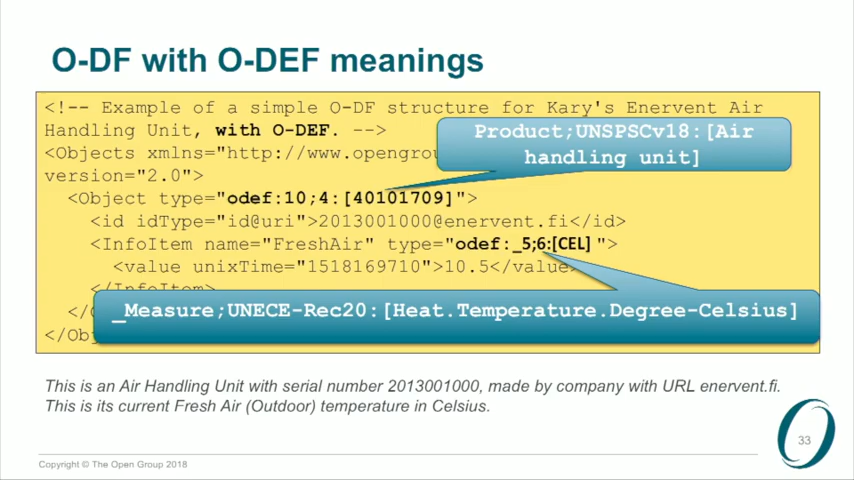 O-DF with O-DEF meanings
<!-- Example of a simple O-DF structure for Kary's Enervent Air
Handling Unit, with O-DEF. -->
<Objects xmlns="http://www.opengrou
version="2.0">
Product;UNSPSCv18:[Air
handling unit]
<Object type="odef:10;4:[40101709]">
<id idType="id@uri">2013001000@enervent.fi</id>
<InfoItem name="FreshAir" type="odef:_5;6:[CEL] ">
<value unixTime="1518169710">10.5</value>
</InfoItem>
_Measure;UNECE-Rec20:[Heat.Temperature.Degree-Celsius]
</Obj
This is an Air Handling Unit with serial number 2013001000, made by company with URL enervent.fi.
This is its current Fresh Air (Outdoor) temperature in Celsius.
33
Copyright © The Open Group 2018